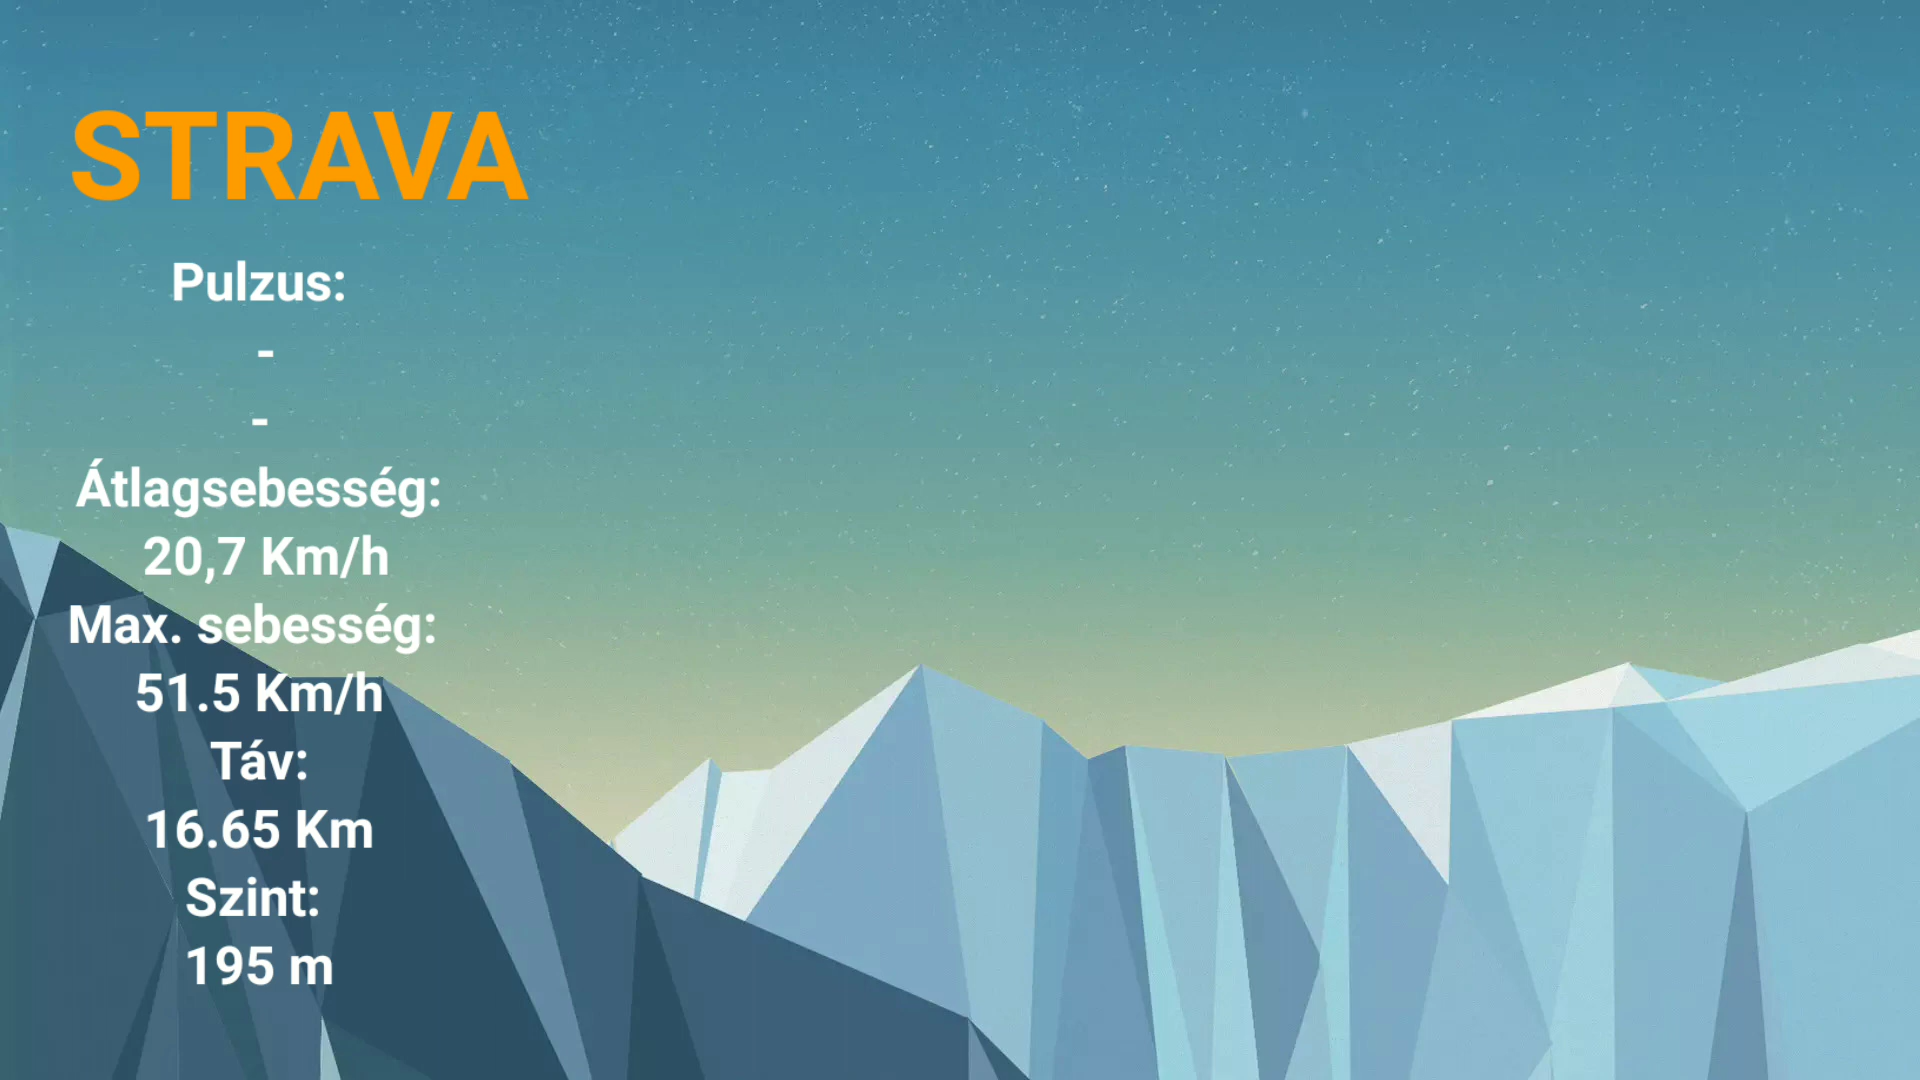 STRAVA
Pulzus:
-
-
Átlagsebesség:
20,7 Km/h
Max. sebesség:
51.5 Km/h
Táv:
16.65 Km
Szint:
195 m